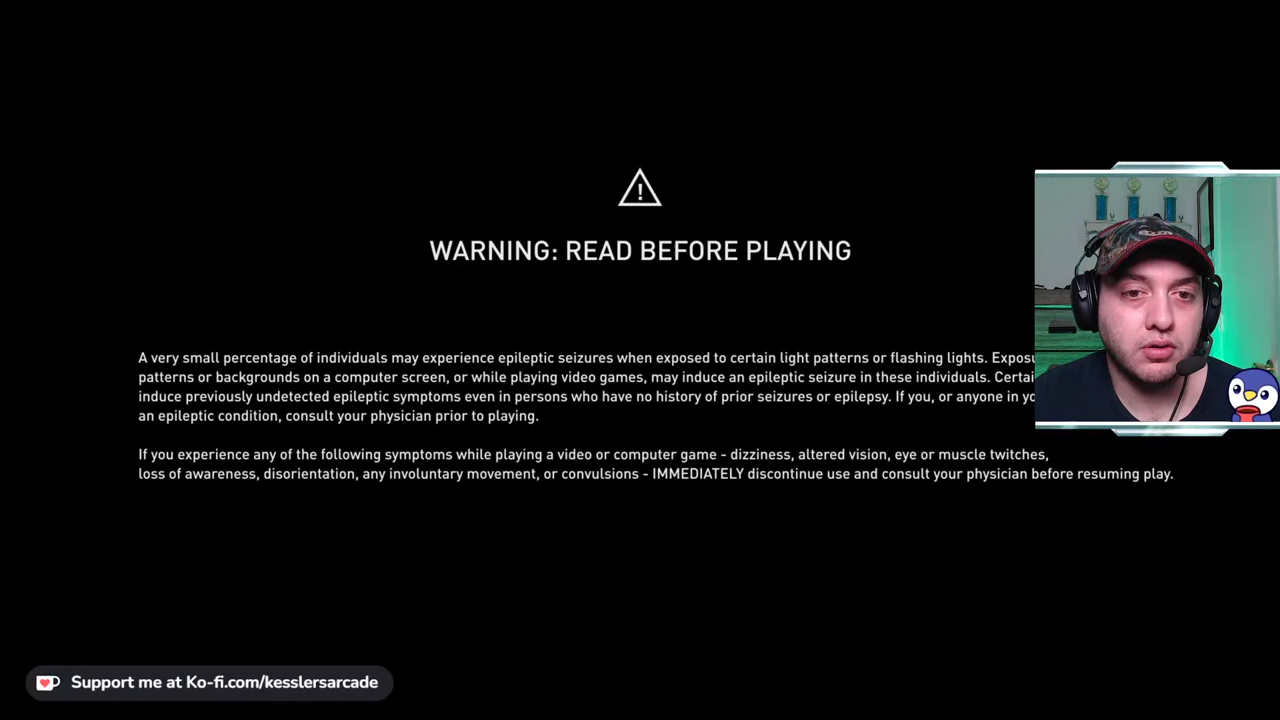 WARNING: READ BEFORE PLAYING
A very small percentage of individuals may experience epileptic seizures when exposed to certain light patterns or flashing lights.
patterns or backgrounds on a computer screen, or while playing video games, may induce an epileptic seizure in these individuals.
induce previously undetected epileptic symptoms even in persons who have no history of prior seizures or epilepsy. If you, or anyone in
an epileptic condition, consult your physician prior to playing.
If you experience any of the following symptoms while playing a video or computer game - dizziness, altered vision, eye or muscle twitches,
loss of awareness, disorientation, any involuntary movement, or convulsions - IMMEDIATELY discontinue use and consult your physician before resuming play.
Support me at Ko-fi.com/kesslersarcade